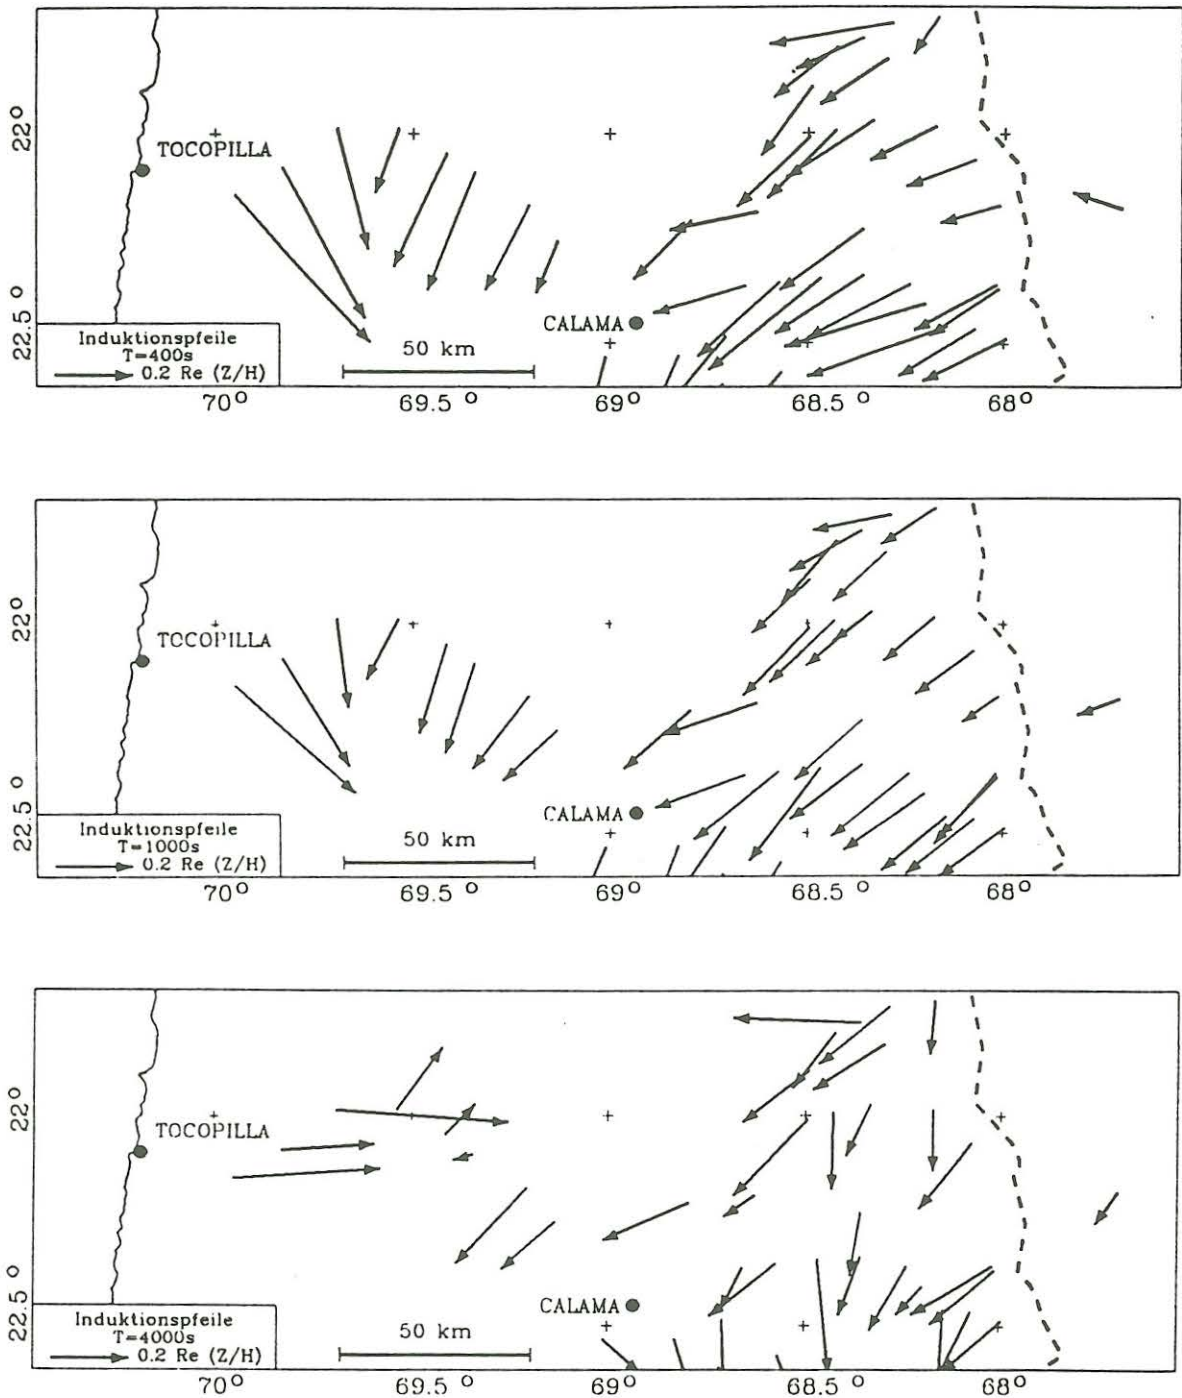 22°
TOCOPILLA
22.5°
CALAMA
Induktionspfeile
T=400s
0.2 Re (Z/H)
50 km
70° 69.5° 69° 68.5° 68°
22°
TOCOPILLA
22.5°
CALAMA
Induktionspfeile
T=1000s
0.2 Re (Z/H)
50 km
70° 69.5° 69° 68.5° 68°
22°
TOCOPILLA
22.5°
CALAMA
Induktionspfeile
T=4000s
0.2 Re (Z/H)
50 km
70° 69.5° 69° 68.5° 68°